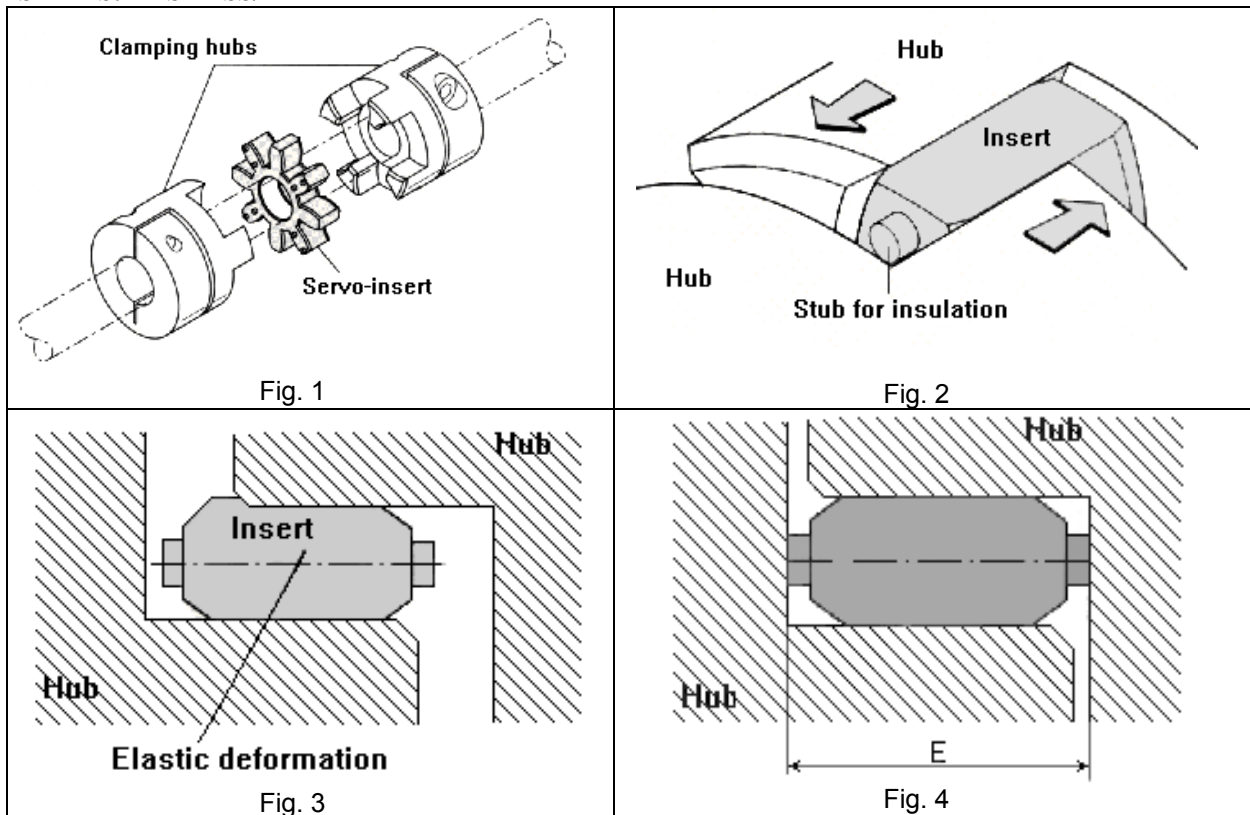 Clamping hubs
Servo-insert
Fig. 1
Hub
Insert
Hub
Stub for insulation
Fig. 2
Hub
Insert
Hub
Elastic deformation
Fig. 3
Hub
Hub
E
Fig. 4